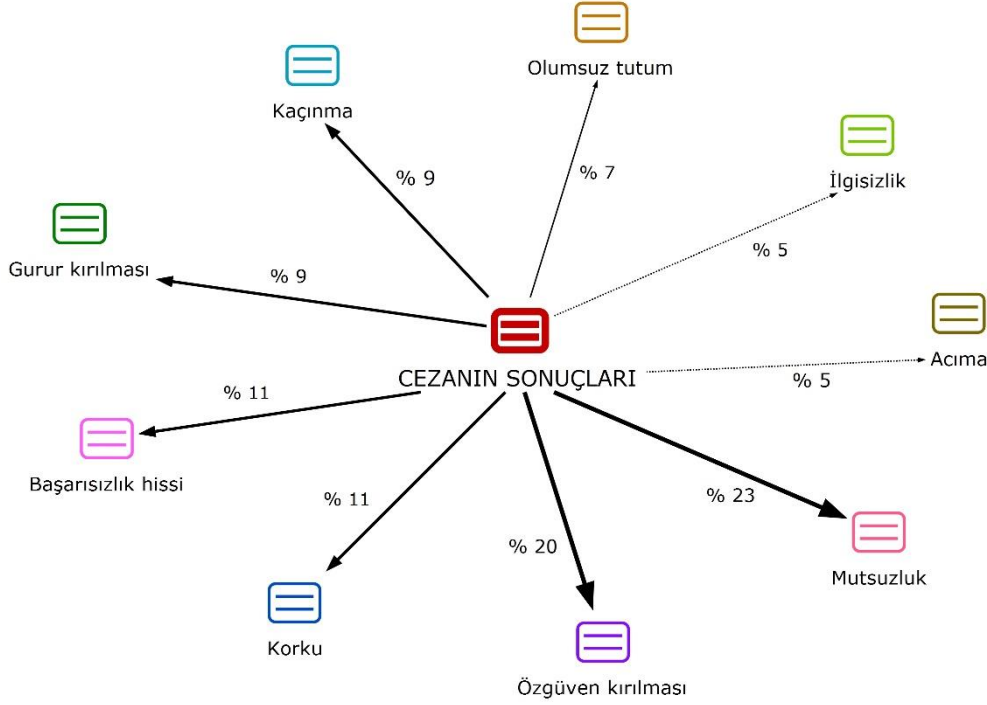 Olumsuz tutum
Kaçınma
% 9
% 7
İlgisizlik
% 5
Gurur kırılması
% 9
CEZANIN SONUÇLARI
Acıma
% 5
% 11
Başarısızlık hissi
% 11
Korku
% 20
Özgüven kırılması
% 23
Mutsuzluk